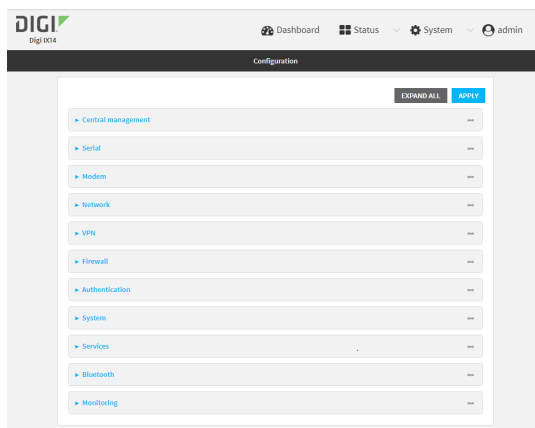 DIGI
Digi IX14
Dashboard Status System admin
Configuration
EXPAND ALL APPLY
Central management
Serial
Modem
Network
VPN
Firewall
Authentication
System
Services
Bluetooth
Monitoring